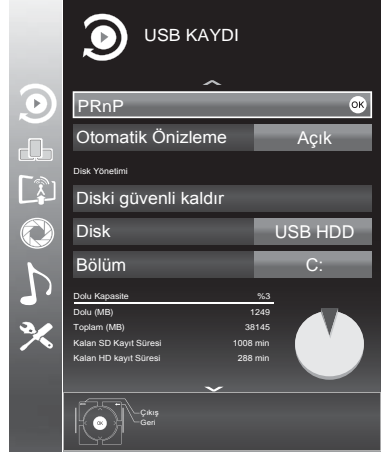 USB KAYDI
PRnP OK
Otomatik Önizleme Açık
Disk Yönetimi
Diski güvenli kaldır
Disk USB HDD
Bölüm C:
Dolu Kapasite %3
Dolu (MB) 1249
Toplam (MB) 38145
Kalan SD Kayıt Süresi 1008 min
Kalan HD kayıt Süresi 288 min
Çıkış
OK Geri